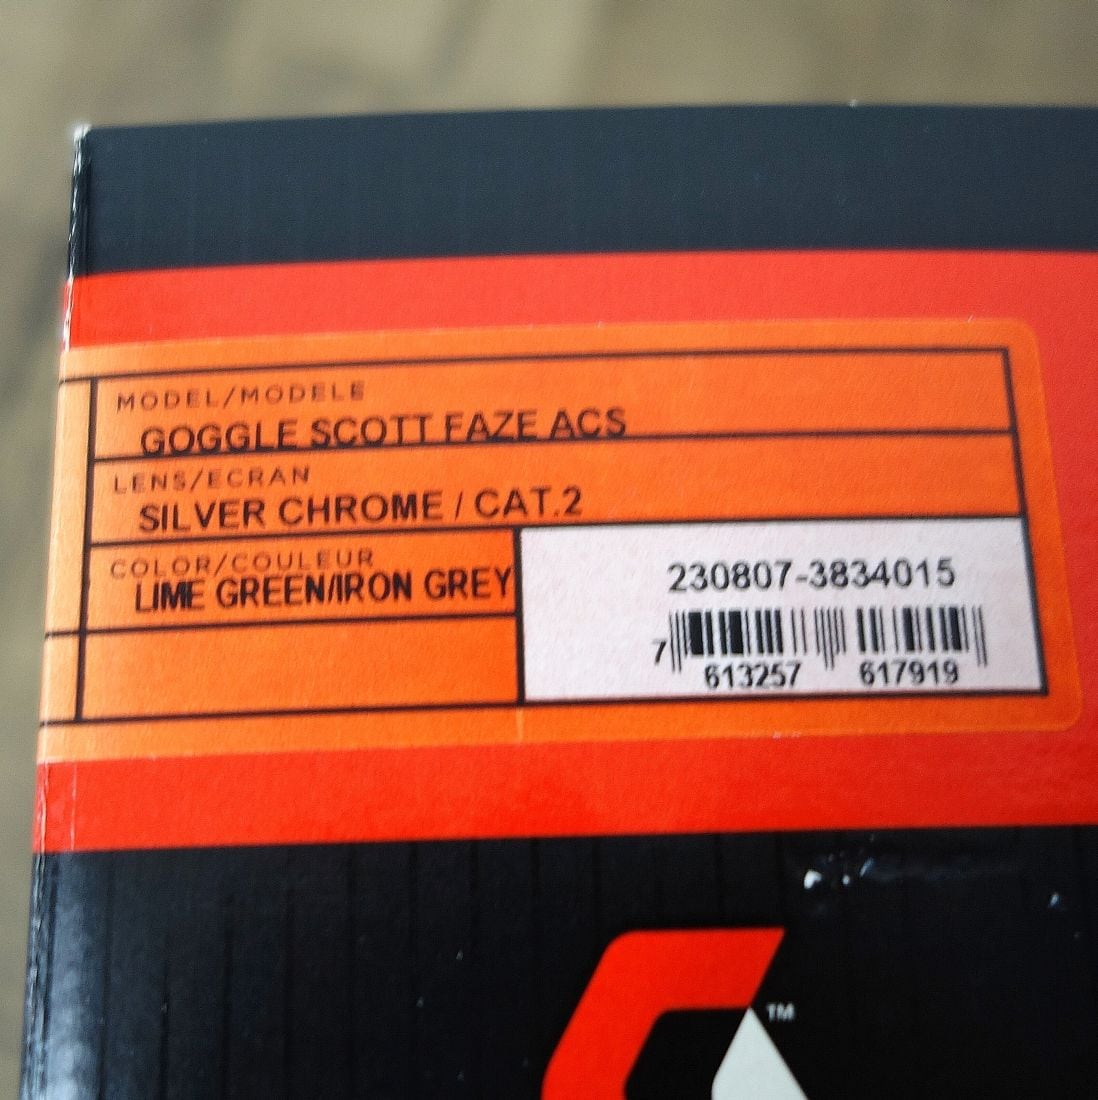 MODEL/MODELE
GOGGLE SCOTT FAZE ACS
LENS/ECRAN
SILVER CHROME / CAT.2
COLOR/COULEUR
LIME GREEN/IRON GREY
230807-3834015
7 613257 617919
TM